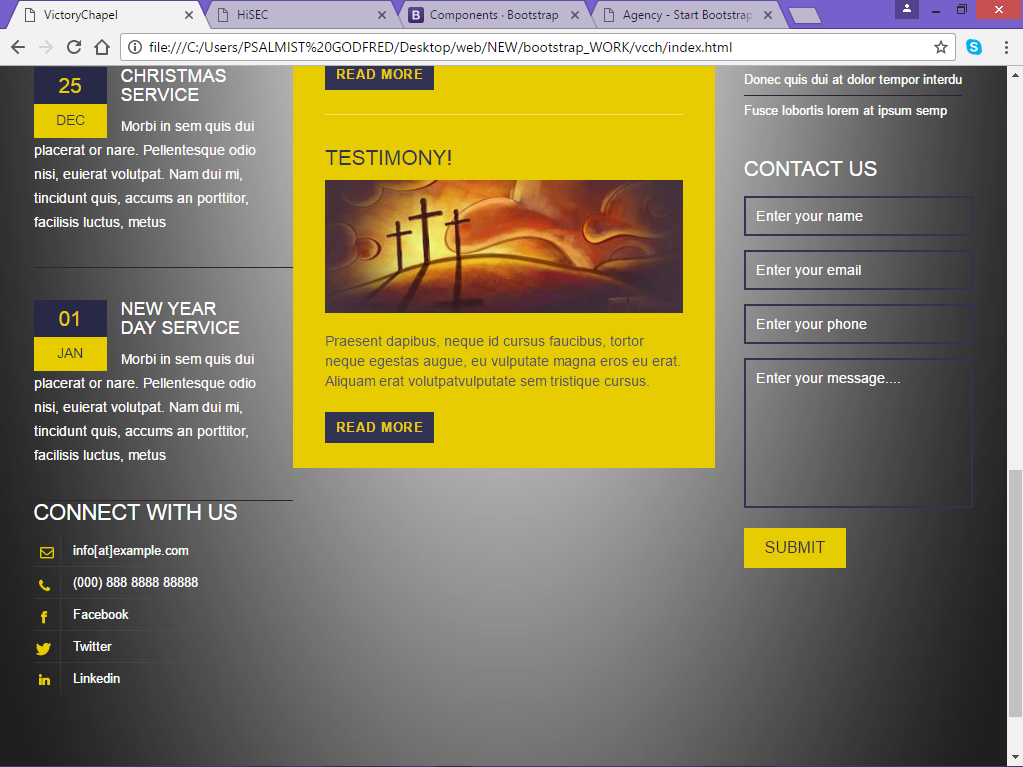 VictoryChapel
HiSEC
Components · Bootstrap
Agency - Start Bootstrap
file:///C:/Users/PSALMIST%20GODFRED/Desktop/web/NEW/bootstrap_WORK/vcch/index.html
25
DEC
CHRISTMAS
SERVICE
Morbi in sem quis dui
placerat or nare. Pellentesque odio
nisi, euierat volutpat. Nam dui mi,
tincidunt quis, accums an porttitor,
facilisis luctus, metus
01
JAN
NEW YEAR
DAY SERVICE
Morbi in sem quis dui
placerat or nare. Pellentesque odio
nisi, euierat volutpat. Nam dui mi,
tincidunt quis, accums an porttitor,
facilisis luctus, metus
CONNECT WITH US
info[at]example.com
(000) 888 8888 88888
Facebook
Twitter
Linkedin
READ MORE
TESTIMONY!
Praesent dapibus, neque id cursus faucibus, tortor
neque egestas augue, eu vulputate magna eros eu erat.
Aliquam erat volutpatvulputate sem tristique cursus.
READ MORE
Donec quis dui at dolor tempor interdu
Fusce lobortis lorem at ipsum semp
CONTACT US
Enter your name
Enter your email
Enter your phone
Enter your message....
SUBMIT